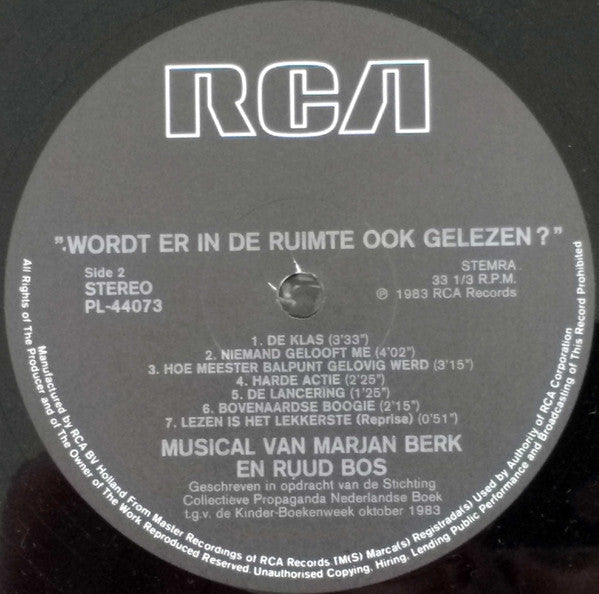 RCA
".WORDT ER IN DE RUIMTE OOK GELEZEN?"
Side 2
STEREO
PL-44073
STEMRA
33 1/3 R.P.M.
℗ 1983 RCA Records
1. DE KLAS (3'33")
2. NIEMAND GELOOFT ME (4'02")
3. HOE MEESTER BALPUNT GELOVIG WERD (3'15")
4. HARDE ACTIE (2'25")
5. DE LANCERING (1'25")
6. BOVENAARDSE BOOGIE (2'15")
7. LEZEN IS HET LEKKERSTE (Reprise) (0'51")
MUSICAL VAN MARJAN BERK
EN RUUD BOS
Geschreven in opdracht van de Stichting
Collectieve Propaganda Nederlandse Boek
t.g.v. de Kinder-Boekenweek oktober 1983
Manufactured by RCA BV Holland From Master Recordings of RCA Records TM(S) Marca(s) Registrada(s) Used by Authority of RCA Corporation
All Rights of The Producer and of The Owner of The Work Reproduced Reserved. Unauthorised Copying, Hiring, Lending Public Performance and Broadcasting of This Record Prohibited